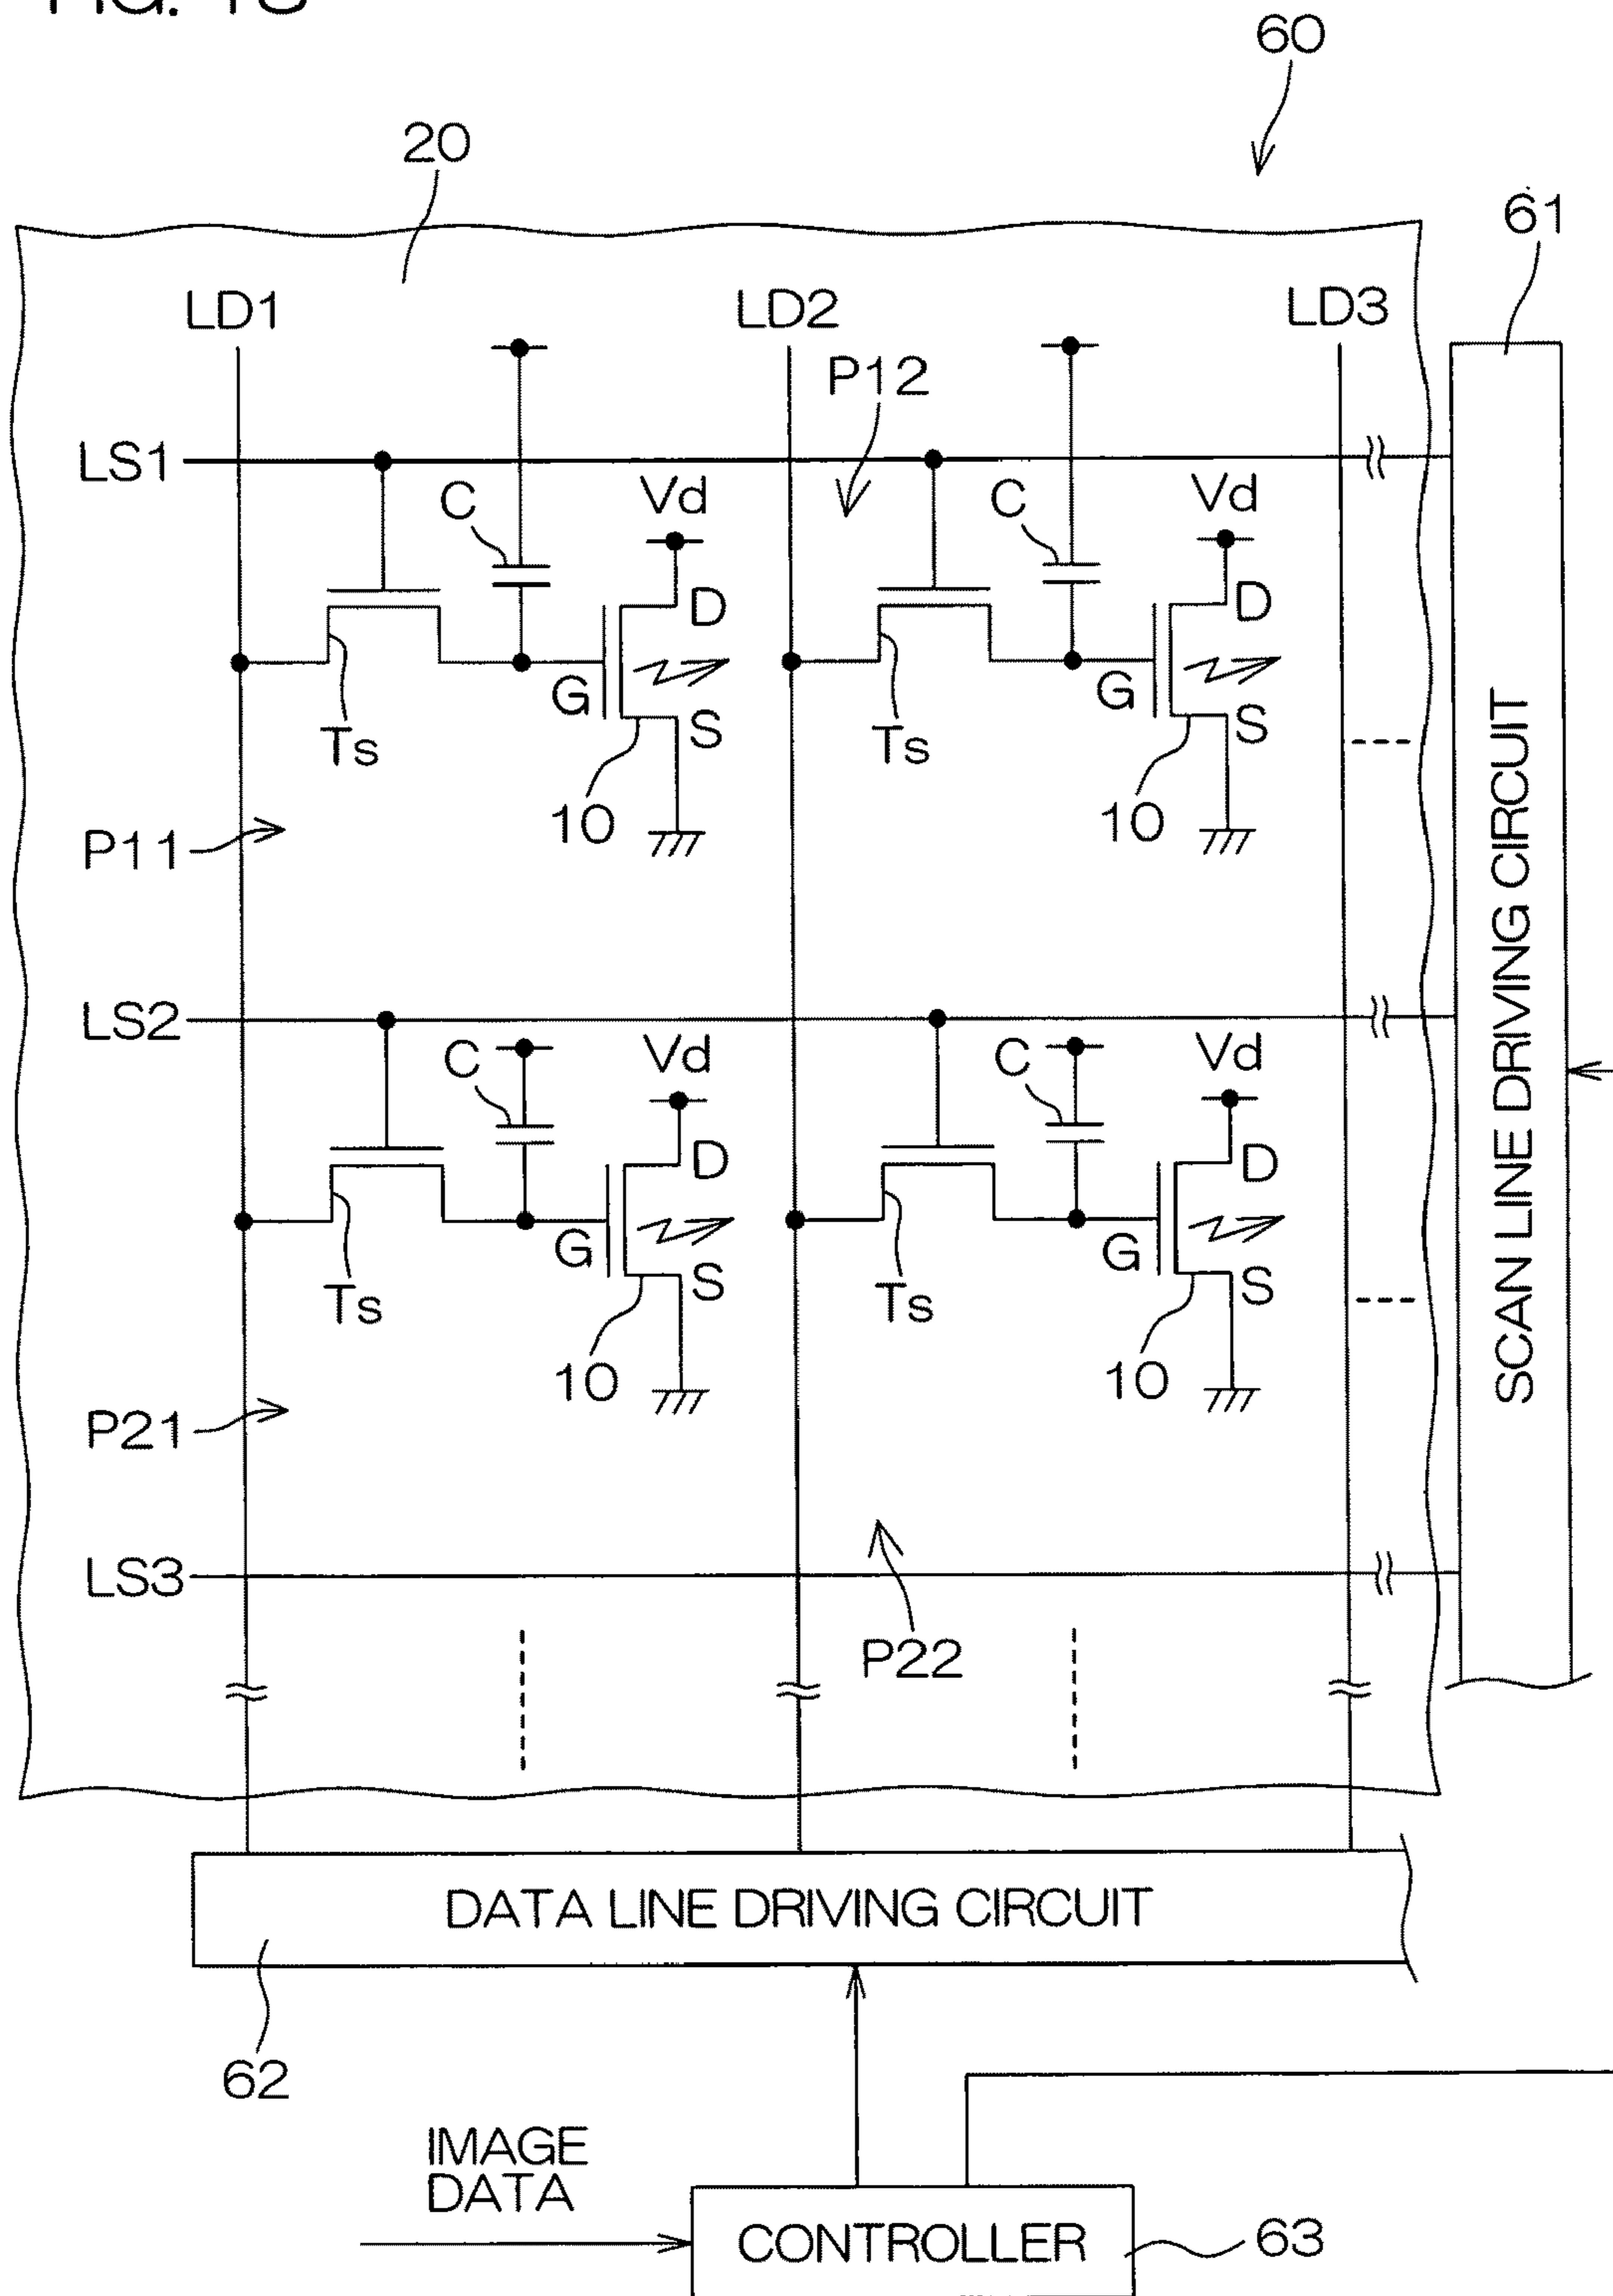 60
20
61
LD1 LD2 LD3
P12
LS1
C Vd C Vd
D D
G G
S S
Ts Ts
10 10
P11
SCAN LINE DRIVING CIRCUIT
LS2
C Vd C Vd
D D
G G
S S
Ts Ts
10 10
P21
LS3
P22
DATA LINE DRIVING CIRCUIT
62
IMAGE
DATA
CONTROLLER 63